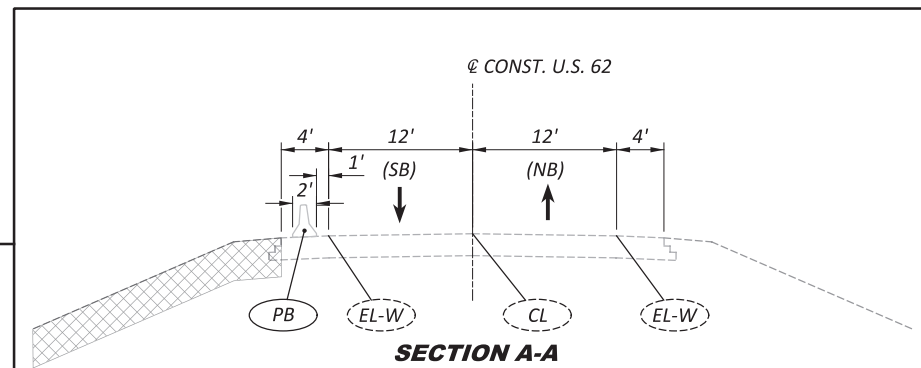 ℄ CONST. U.S. 62
4' 12' 12' 4'
1'
(SB) (NB)
2'
PB EL-W CL EL-W
SECTION A-A